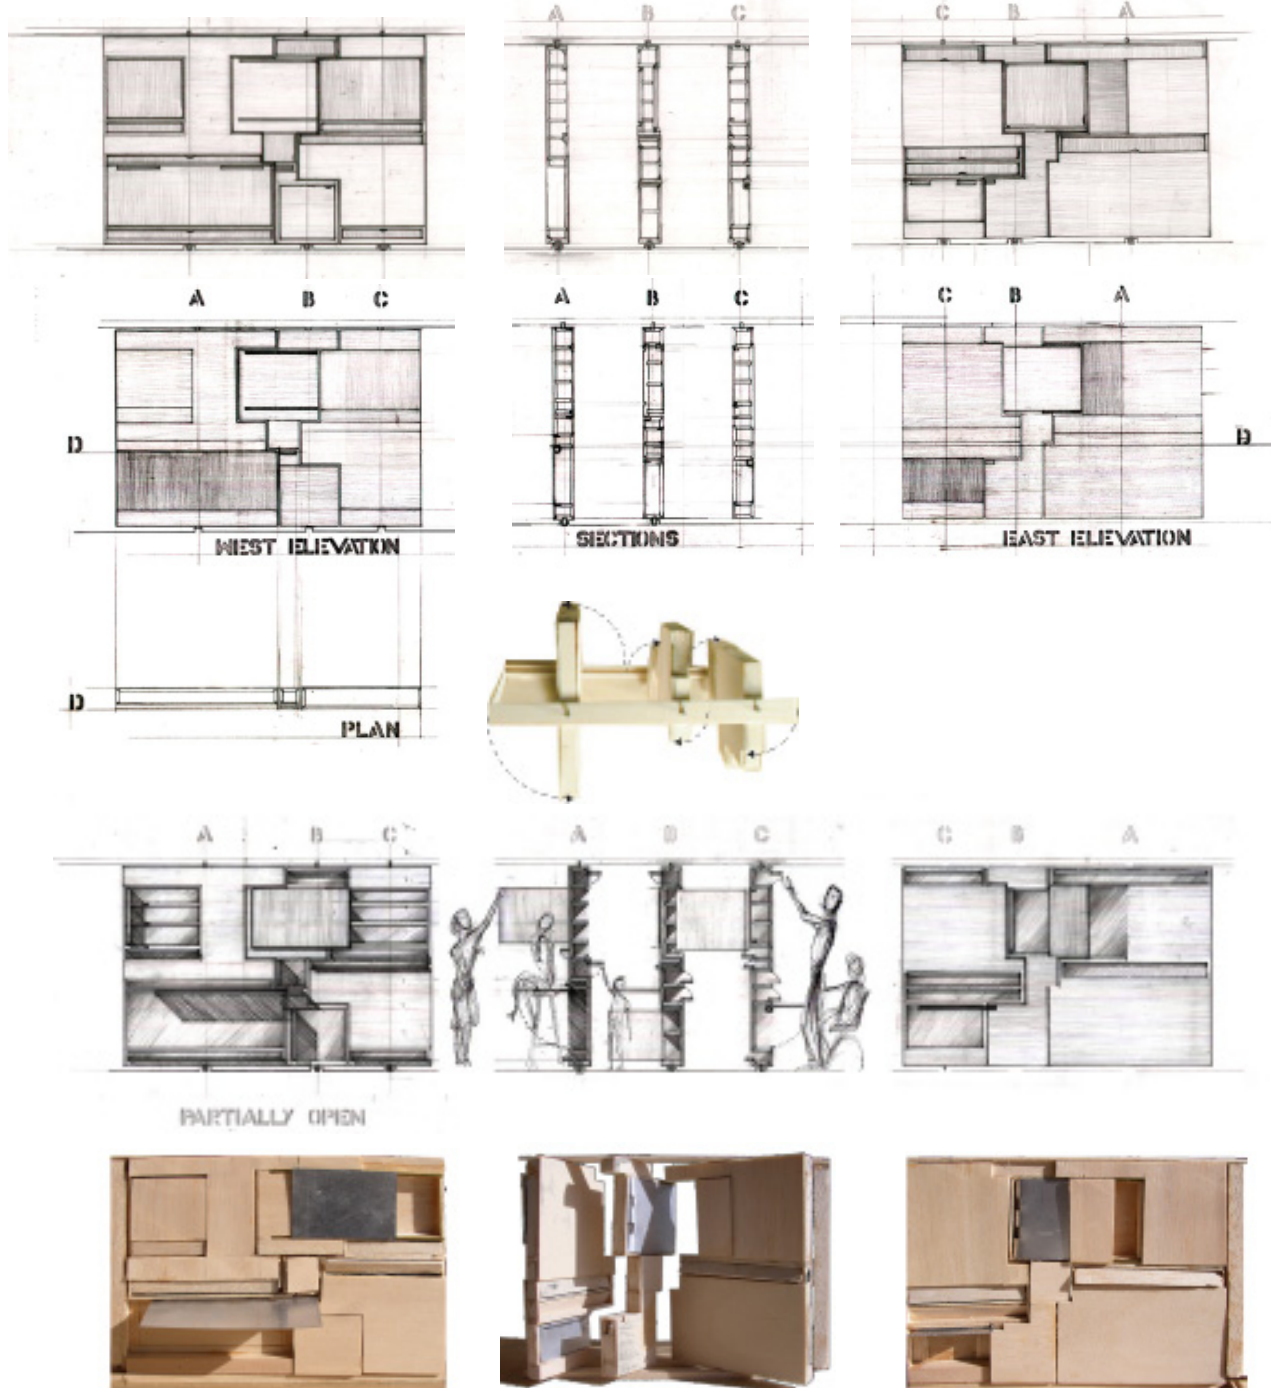 A B C
C B A
A B C
A B C
C B A
D
D
WEST ELEVATION
SECTIONS
EAST ELEVATION
D
PLAN
A B C
A B C
C B A
PARTIALLY OPEN